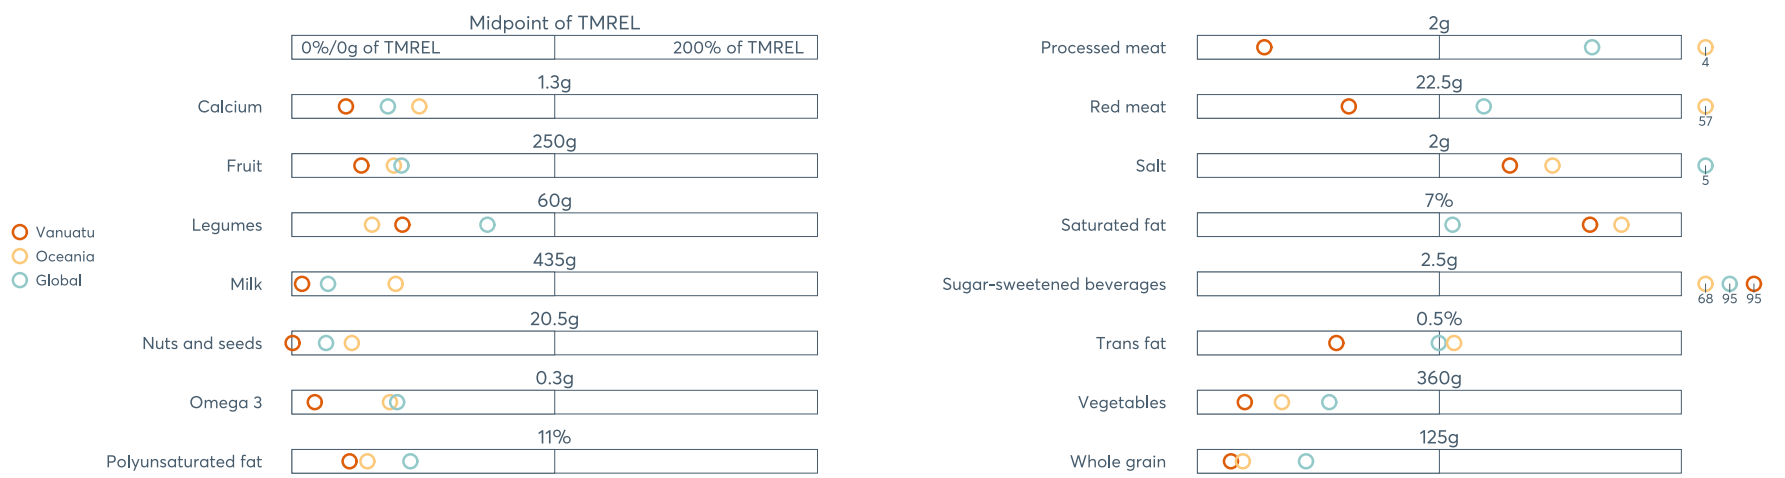 Midpoint of TMREL
0%/0g of TMREL 200% of TMREL
Calcium 1.3g
Fruit 250g
Legumes 60g
Milk 435g
Nuts and seeds 20.5g
Omega 3 0.3g
Polyunsaturated fat 11%
Vanuatu
Oceania
Global
Processed meat 2g 4
Red meat 22.5g 57
Salt 2g 5
Saturated fat 7%
Sugar-sweetened beverages 2.5g 68 95 95
Trans fat 0.5%
Vegetables 360g
Whole grain 125g